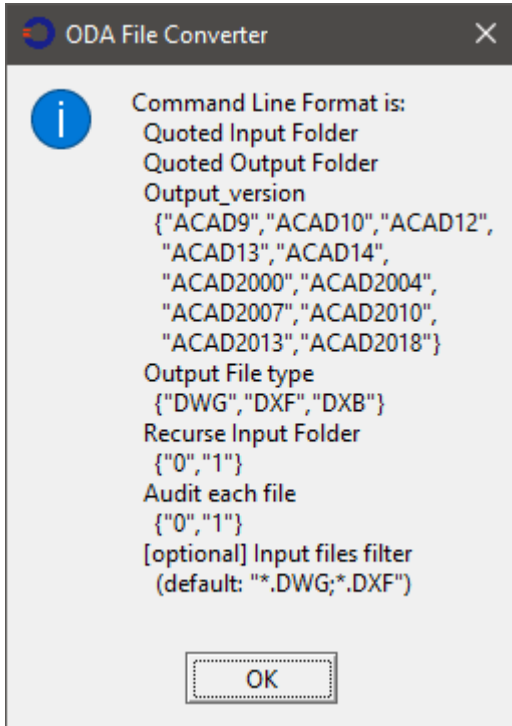 ODA File Converter
Command Line Format is:
Quoted Input Folder
Quoted Output Folder
Output_version
{"ACAD9","ACAD10","ACAD12",
"ACAD13","ACAD14",
"ACAD2000","ACAD2004",
"ACAD2007","ACAD2010",
"ACAD2013","ACAD2018"}
Output File type
{"DWG","DXF","DXB"}
Recurse Input Folder
{"0","1"}
Audit each file
{"0","1"}
[optional] Input files filter
(default: "*.DWG;*.DXF")
OK